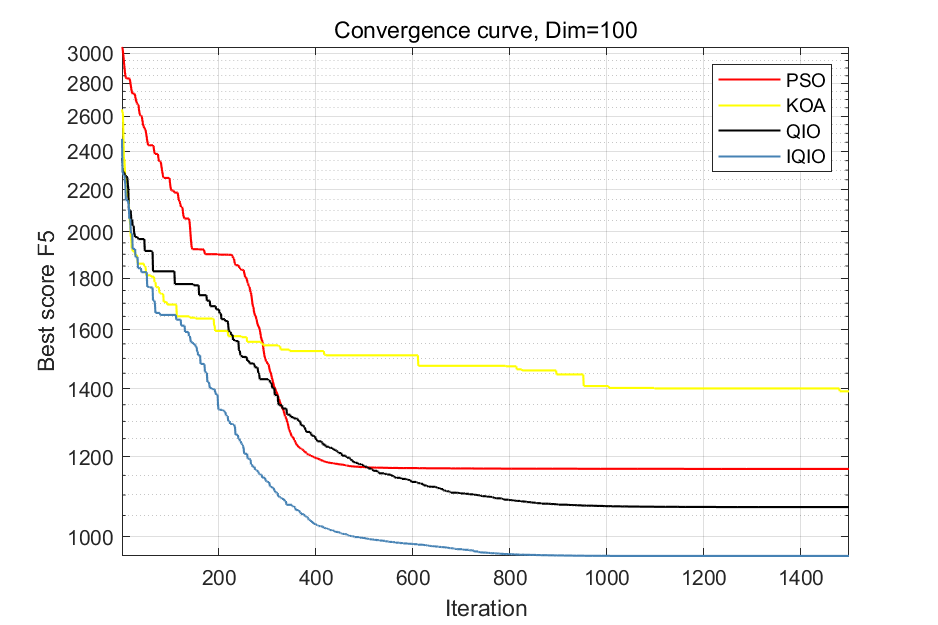 Convergence curve, Dim=100
3000
2800
2600
2400
2200
2000
1800
1600
1400
1200
1000
Best score F5
PSO
KOA
QIO
IQIO
200 400 600 800 1000 1200 1400
Iteration